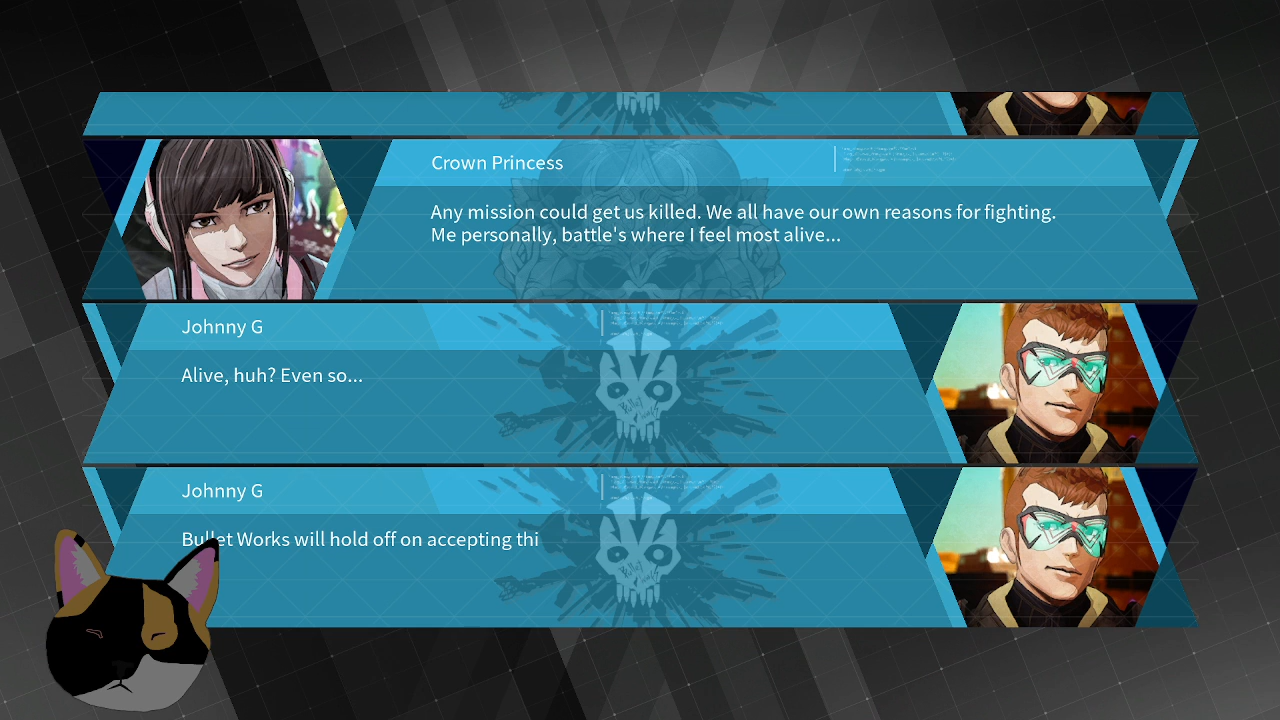 Crown Princess
Any mission could get us killed. We all have our own reasons for fighting.
Me personally, battle's where I feel most alive...
Johnny G
Alive, huh? Even so...
Johnny G
Bullet Works will hold off on accepting thi